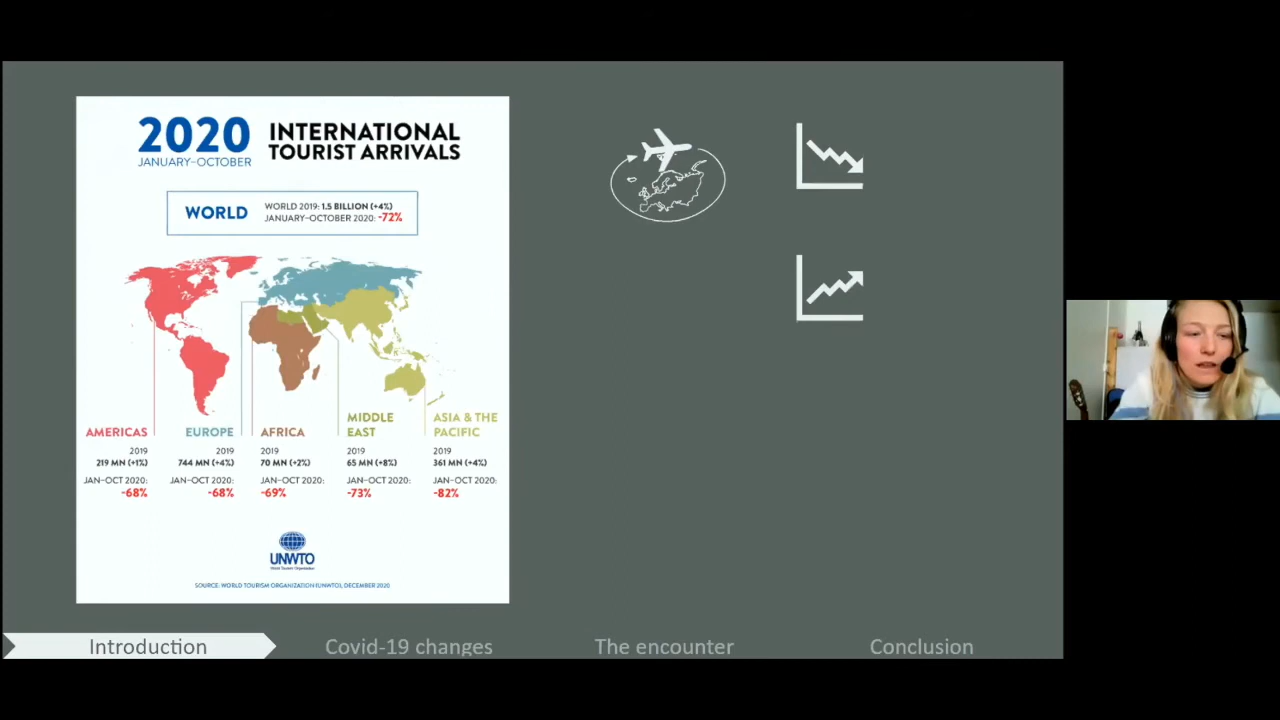 2020
JANUARY–OCTOBER
INTERNATIONAL
TOURIST ARRIVALS
WORLD
WORLD 2019: 1.5 BILLION (+4%)
JANUARY–OCTOBER 2020: -72%
AMERICAS
2019
219 MN (+1%)
JAN-OCT 2020:
-68%
EUROPE
2019
744 MN (+4%)
JAN-OCT 2020:
-68%
AFRICA
2019
70 MN (+2%)
JAN-OCT 2020:
-69%
MIDDLE
EAST
2019
65 MN (+8%)
JAN-OCT 2020:
-73%
ASIA & THE
PACIFIC
2019
361 MN (+4%)
JAN-OCT 2020:
-82%
UNWTO
World Tourism Organization
SOURCE: WORLD TOURISM ORGANIZATION (UNWTO), DECEMBER 2020
Introduction
Covid-19 changes
The encounter
Conclusion